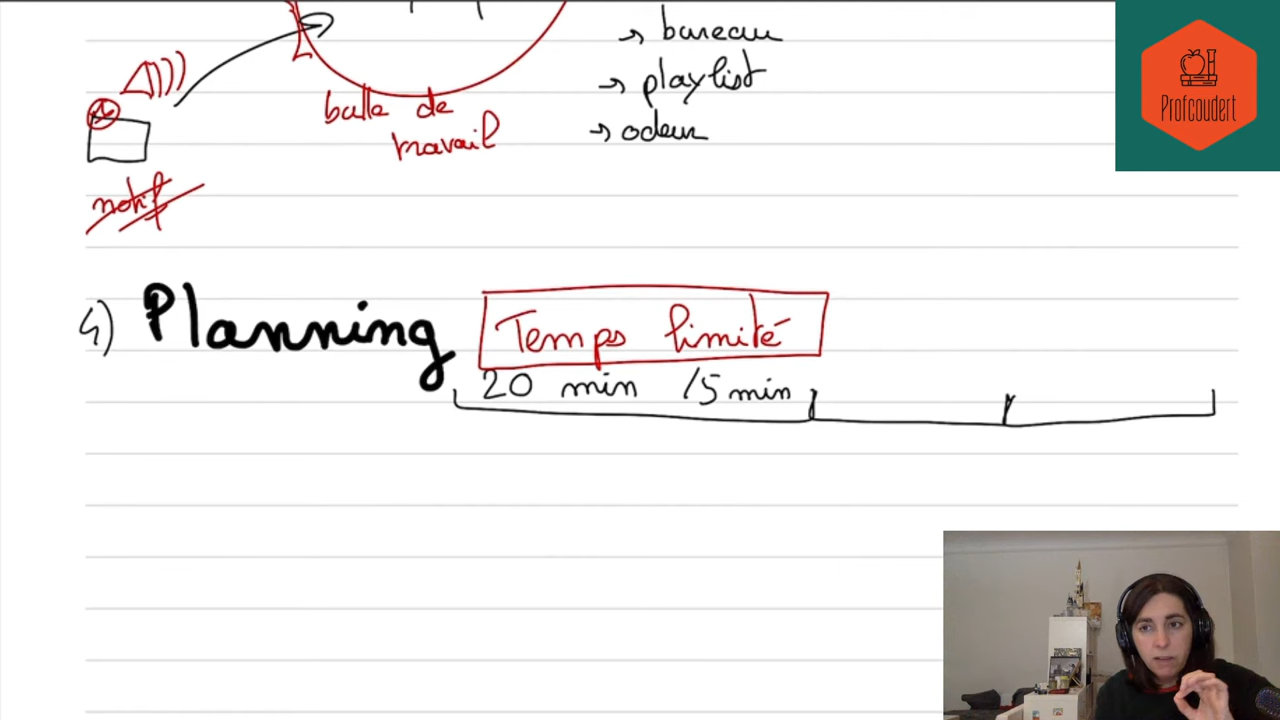 → bureau
→ playlist
→ odeur
bulle de
travail
notif
4) Planning
Temps limité
20 min /5 min
Profcoudert